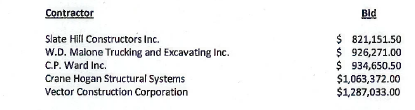 Contractor Bid
Slate Hill Constructors Inc. $ 821,151.50
W.D. Malone Trucking and Excavating Inc. $ 926,271.00
C.P. Ward Inc. $ 934,650.50
Crane Hogan Structural Systems $1,063,372.00
Vector Construction Corporation $1,287,033.00